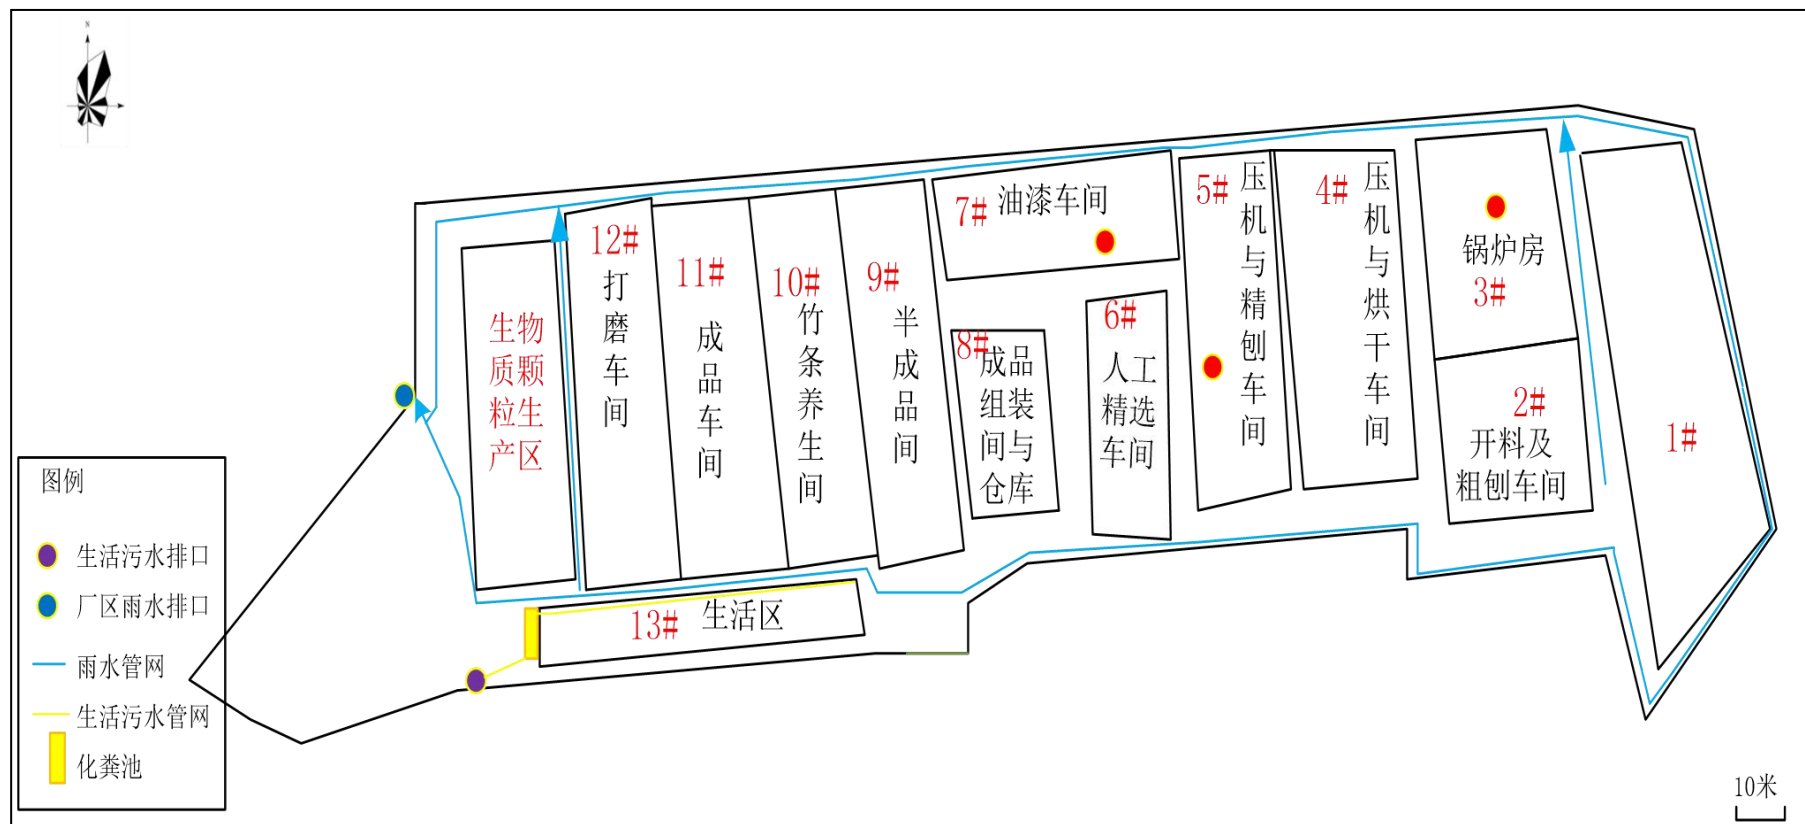 N
12#
打
磨
车
间
11#
成
品
车
间
10#
竹
条
养
生
间
9#
半
成
品
间
7#
油漆车间
8#
成品
组装
间与
仓库
6#
人工
精选
车间
5#
压
机
与
精
刨
车
间
4#
压
机
与
烘
干
车
间
锅炉房
3#
2#
开料及
粗刨车间
1#
生物
质颗
粒生
产区
13#
生活区
图例
生活污水排口
厂区雨水排口
雨水管网
生活污水管网
化粪池
10米